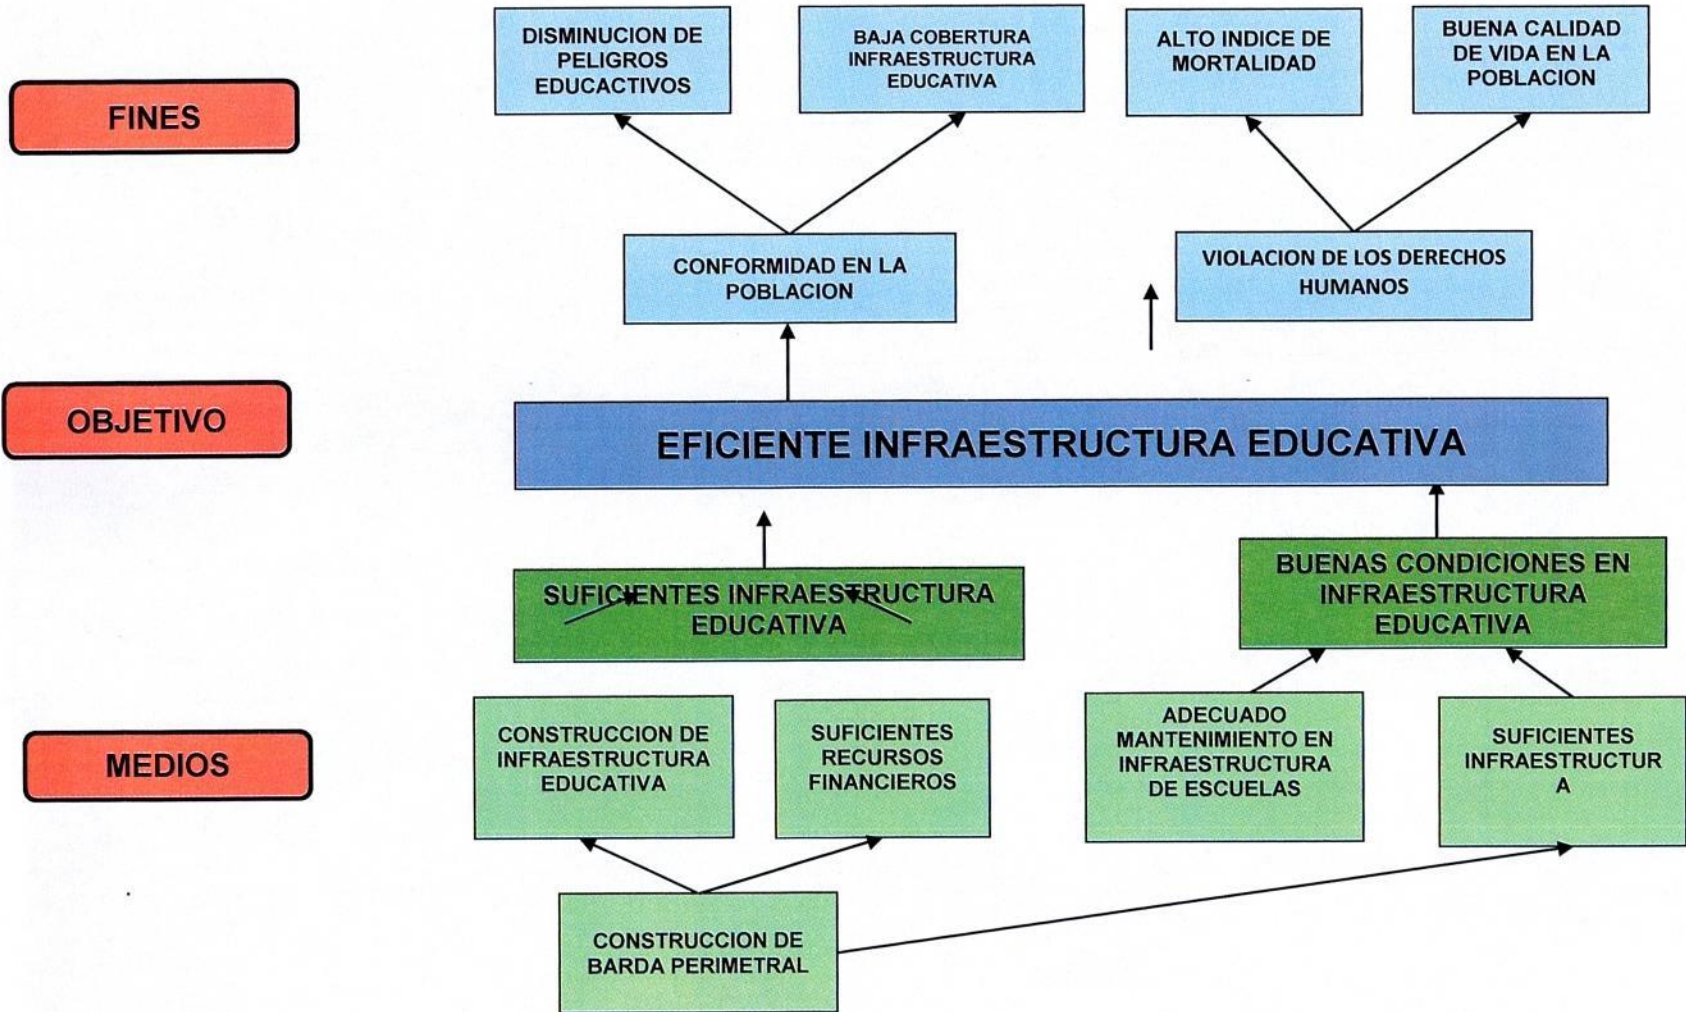 DISMINUCION DE
PELIGROS
EDUCACTIVOS
BAJA COBERTURA
INFRAESTRUCTURA
EDUCATIVA
ALTO INDICE DE
MORTALIDAD
BUENA CALIDAD
DE VIDA EN LA
POBLACION
FINES
CONFORMIDAD EN LA
POBLACION
VIOLACION DE LOS DERECHOS
HUMANOS
OBJETIVO
EFICIENTE INFRAESTRUCTURA EDUCATIVA
SUFICIENTES INFRAESTRUCTURA
EDUCATIVA
BUENAS CONDICIONES EN
INFRAESTRUCTURA
EDUCATIVA
MEDIOS
CONSTRUCCION DE
INFRAESTRUCTURA
EDUCATIVA
SUFICIENTES
RECURSOS
FINANCIEROS
ADECUADO
MANTENIMIENTO EN
INFRAESTRUCTURA
DE ESCUELAS
SUFICIENTES
INFRAESTRUCTUR
A
CONSTRUCCION DE
BARDA PERIMETRAL